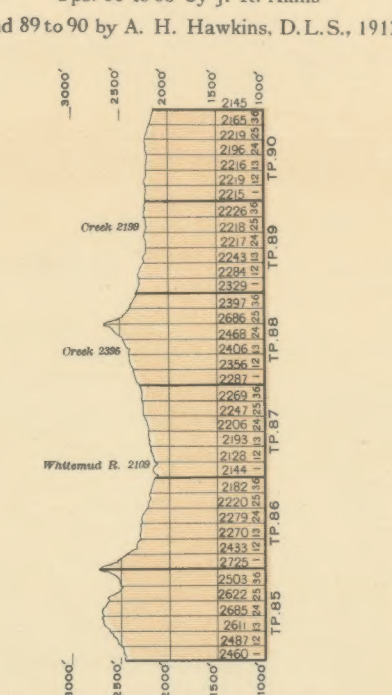 by J. R.
89 to 90 by A. H. Hawkins, D.L.S.,
3000' 2500' 2000' 1500' 1000'
2145
2165 36
2219 25
2196 24
2216 13
2219 12
2215 1
TP.90
2226 36
Creek 2199
2218 25
2217 24
2243 13
2284 12
2329 1
TP.89
2397 36
2686 25
2468 24
Creek
2406 13
2356 12
2287 1
TP.88
2269 36
2247 25
2206 24
2193 13
Whitemud R. 2109
2128 12
2144 1
TP.87
2182 36
2220 25
2279 24
2270 13
2433 12
2725 1
TP.86
2503 36
2622 25
2685 24
2611 13
2487 12
2460 1
TP.85
3000' 2500' 2000' 1500' 1000'